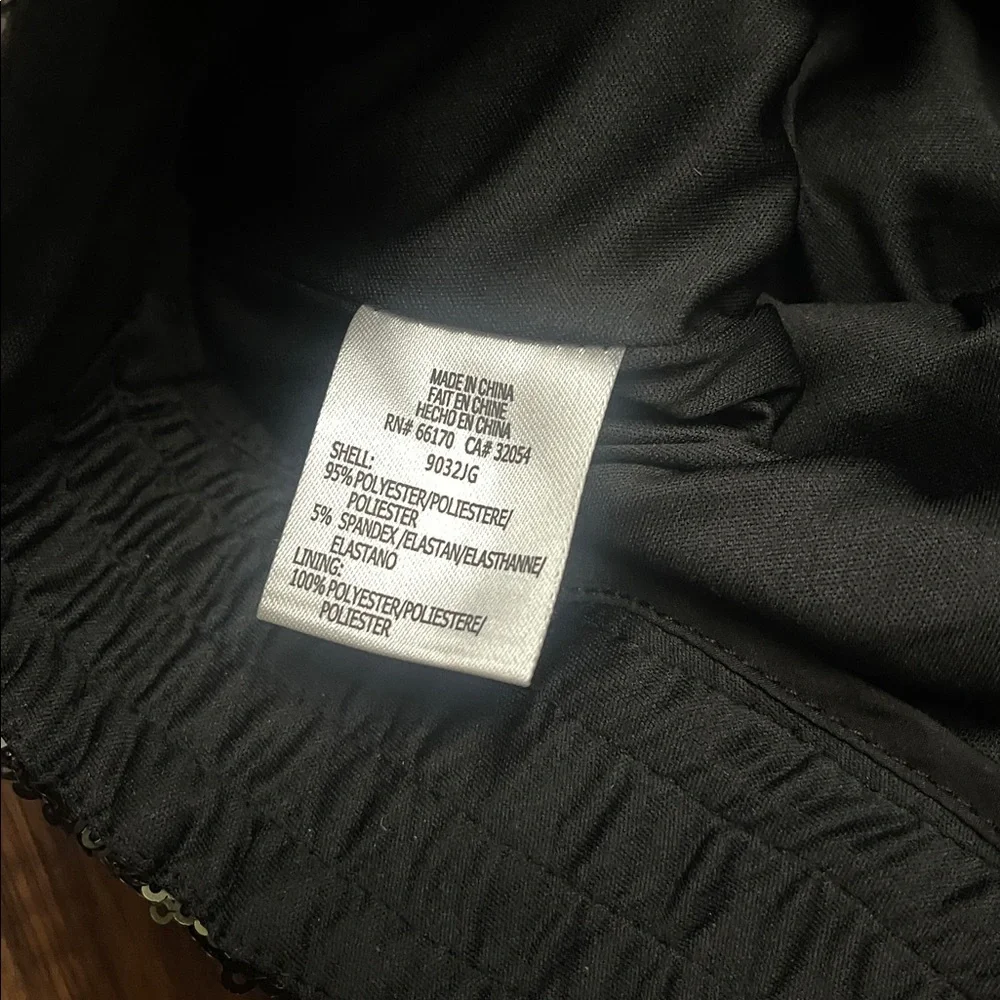 MADE IN CHINA
FAIT EN CHINE
HECHO EN CHINA
RN# 66170 CA# 32054
SHELL: 9032JG
95% POLYESTER/POLIESTERE/
POLIESTER
5% SPANDEX/ELASTAN/ELASTHANNE/
ELASTANO
LINING:
100% POLYESTER/POLIESTERE/
POLIESTER